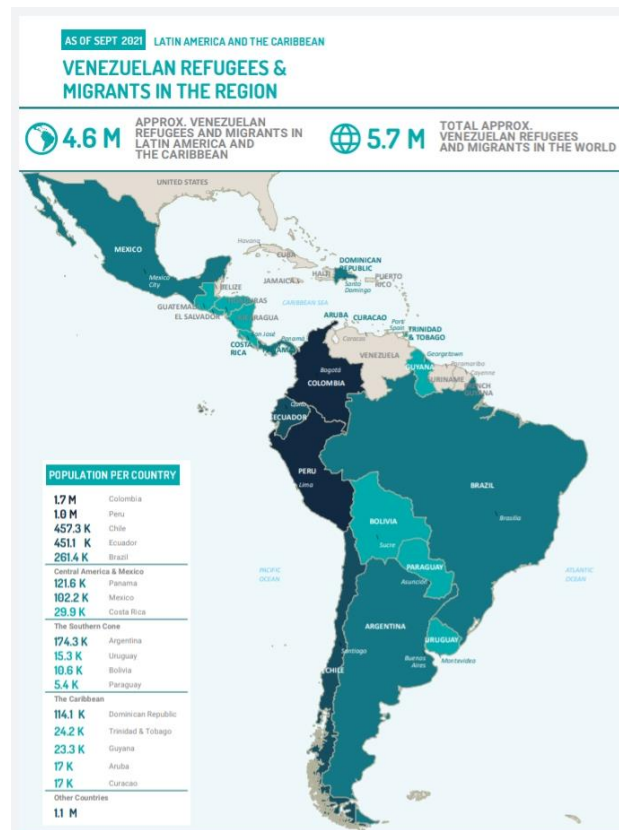 AS OF SEPT 2021 LATIN AMERICA AND THE CARIBBEAN
VENEZUELAN REFUGEES &
MIGRANTS IN THE REGION
4.6 M
APPROX. VENEZUELAN
REFUGEES AND MIGRANTS IN
LATIN AMERICA AND
THE CARIBBEAN
5.7 M
TOTAL APPROX.
VENEZUELAN REFUGEES
AND MIGRANTS IN THE WORLD
UNITED STATES
MEXICO
Mexico
City
Havana
CUBA
JAMAICA
HAITI
DOMINICAN
REPUBLIC
Santo
Domingo
PUERTO
RICO
BELIZE
GUATEMALA
EL SALVADOR
CARIBBEAN SEA
COSTA
RICA
San José
Panamá
ARUBA
CURACAO
Port
Spain
TRINIDAD
& TOBAGO
Caracas
VENEZUELA
Georgetown
GUYANA
Paramaribo
Cayenne
Bogotá
COLOMBIA
ECUADOR
PERU
Lima
BRAZIL
Brasilia
BOLIVIA
Sucre
PARAGUAY
Asunción
PACIFIC
OCEAN
ATLANTIC
OCEAN
ARGENTINA
URUGUAY
Santiago
Buenos
Aires
Montevideo
CHILE
POPULATION PER COUNTRY
1.7 M Colombia
1.0 M Peru
457.3 K Chile
451.1 K Ecuador
261.4 K Brazil
Central America & Mexico
121.6 K Panama
102.2 K Mexico
29.9 K Costa Rica
The Southern Cone
174.3 K Argentina
15.3 K Uruguay
10.6 K Bolivia
5.4 K Paraguay
The Caribbean
114.1 K Dominican Republic
24.2 K Trinidad & Tobago
23.3 K Guyana
17 K Aruba
17 K Curacao
Other Countries
1.1 M